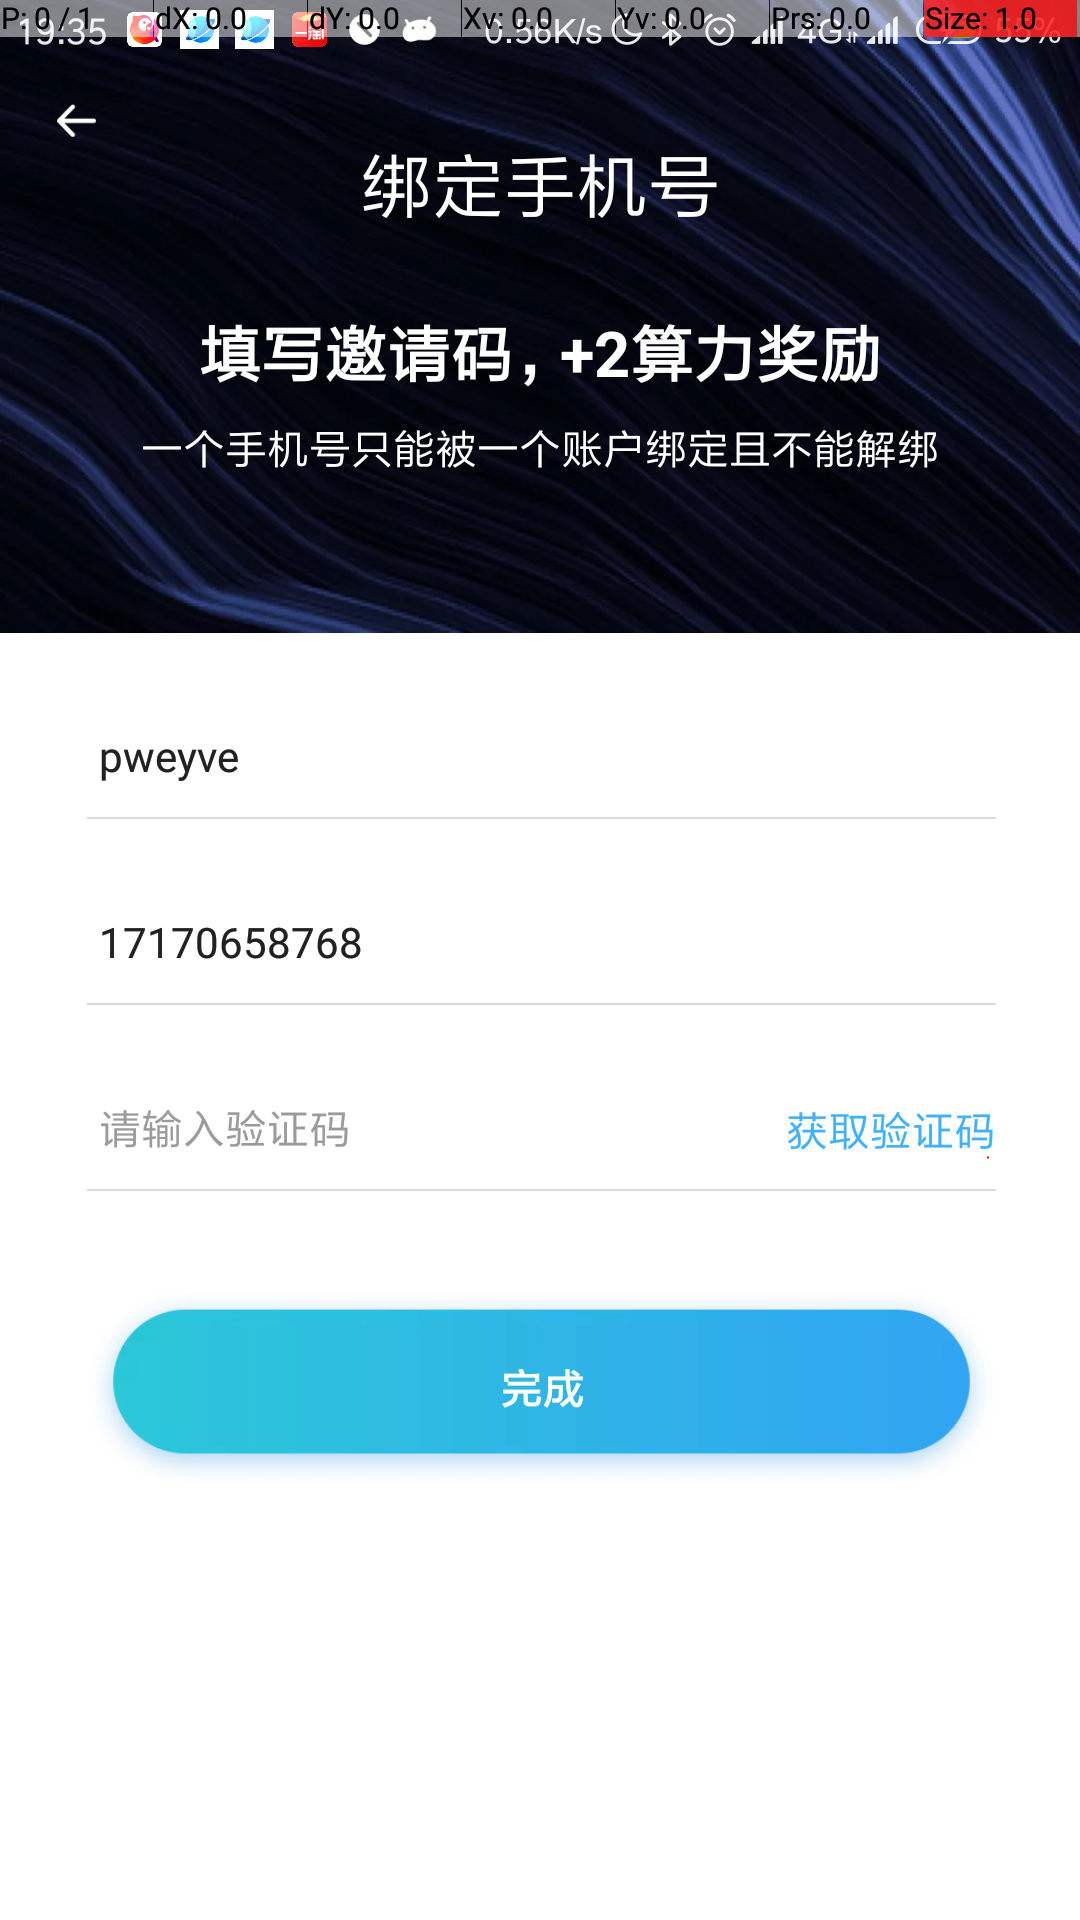 P: 0 / 1 dX: 0.0 dY: 0.0 Xv: 0.0 Yv: 0.0 Prs: 0.0 Size: 1.0
19:35 0.56K/s 4G 55%
绑定手机号
填写邀请码，+2算力奖励
一个手机号只能被一个账户绑定且不能解绑
pweyve
17170658768
请输入验证码 获取验证码
完成